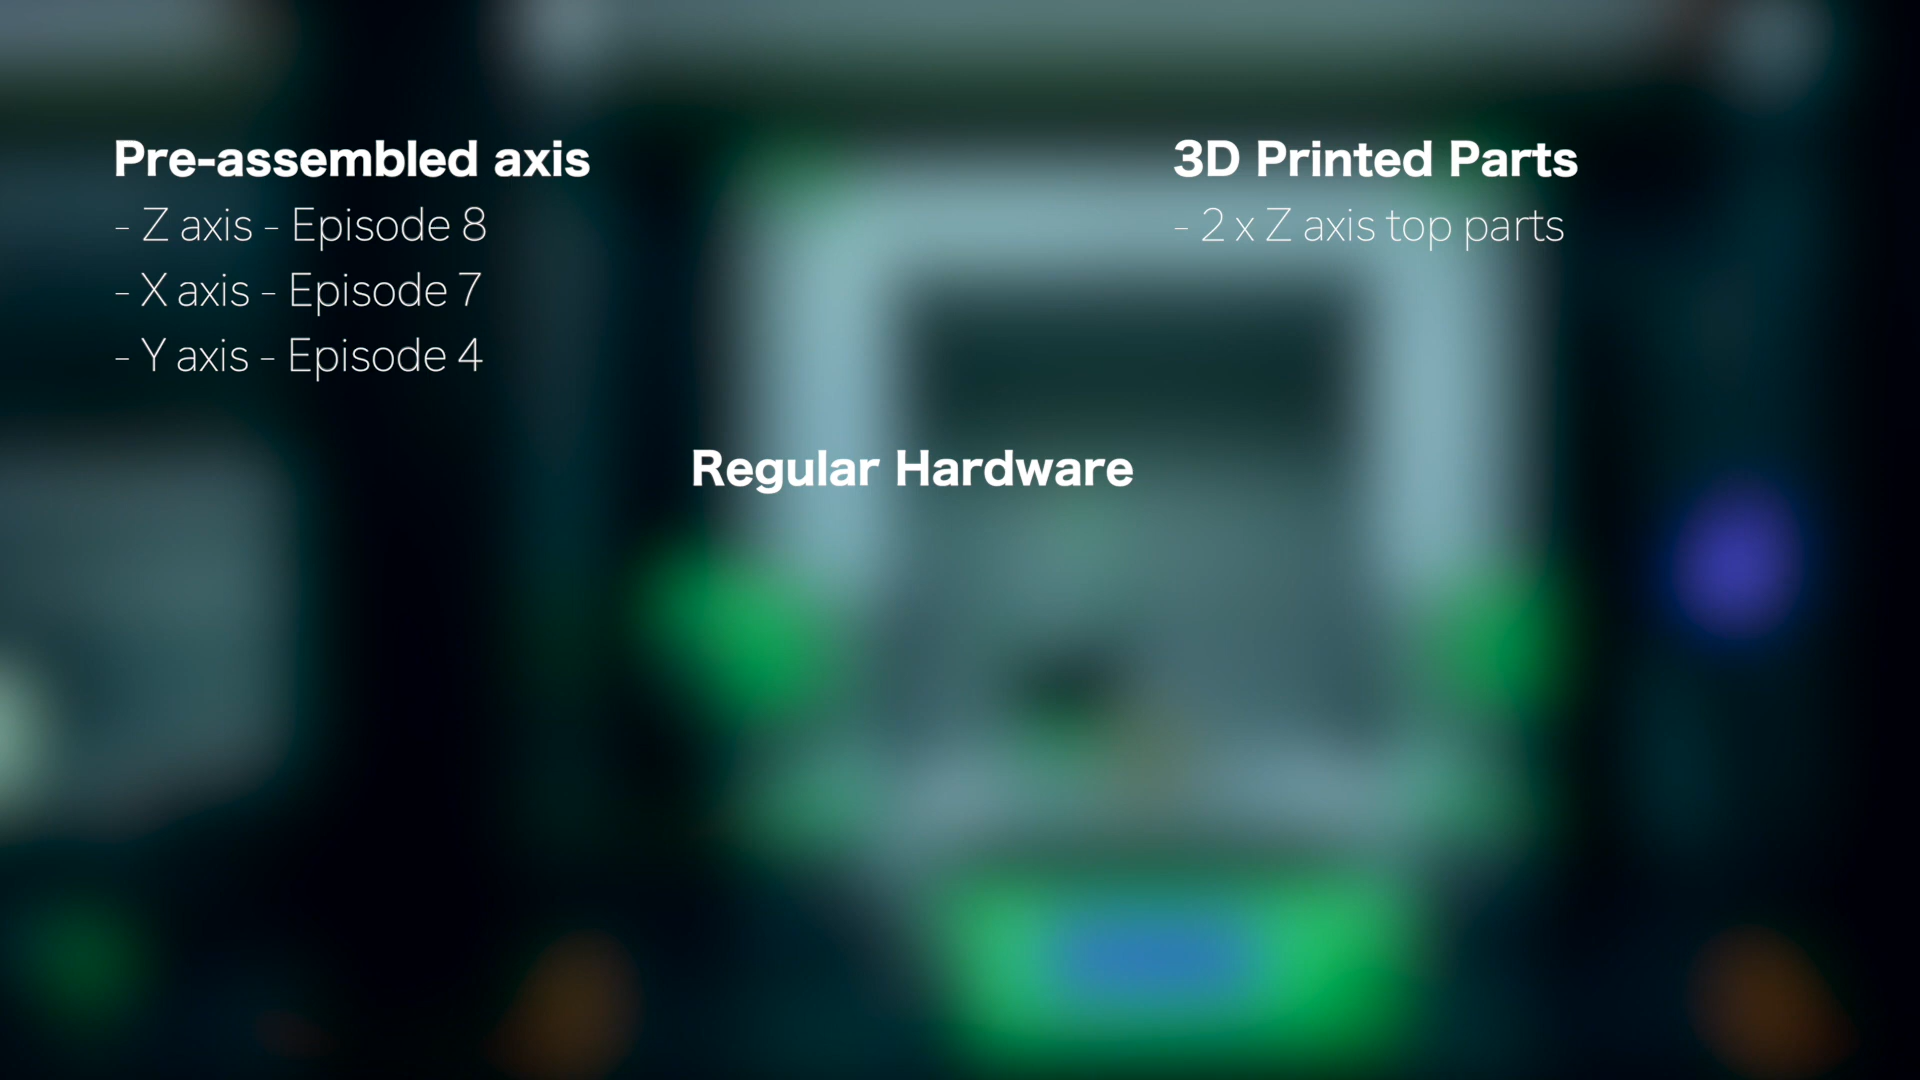 Pre-assembled axis
- Z axis - Episode 8
- X axis - Episode 7
- Y axis - Episode 4
3D Printed Parts
- 2 x Z axis top parts
Regular Hardware